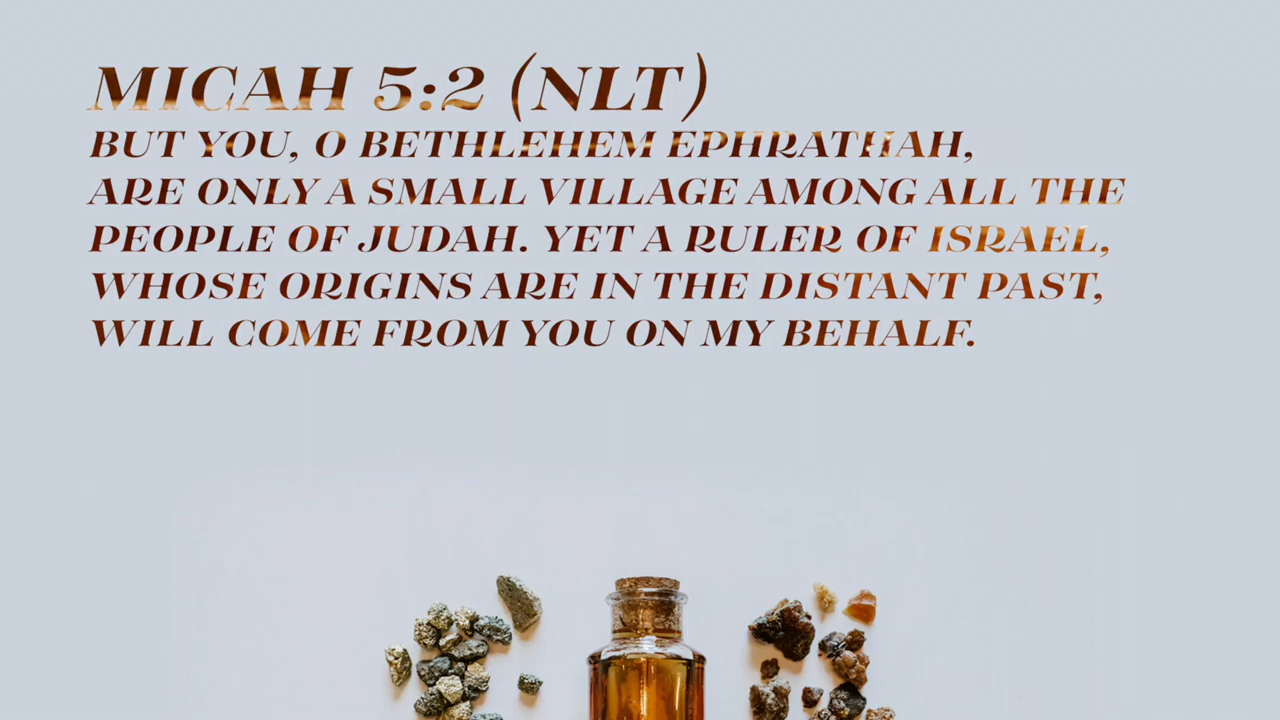 MICAH 5:2 (NLT)
BUT YOU, O BETHLEHEM EPHRATHAH,
ARE ONLY A SMALL VILLAGE AMONG ALL THE
PEOPLE OF JUDAH. YET A RULER OF ISRAEL,
WHOSE ORIGINS ARE IN THE DISTANT PAST,
WILL COME FROM YOU ON MY BEHALF.